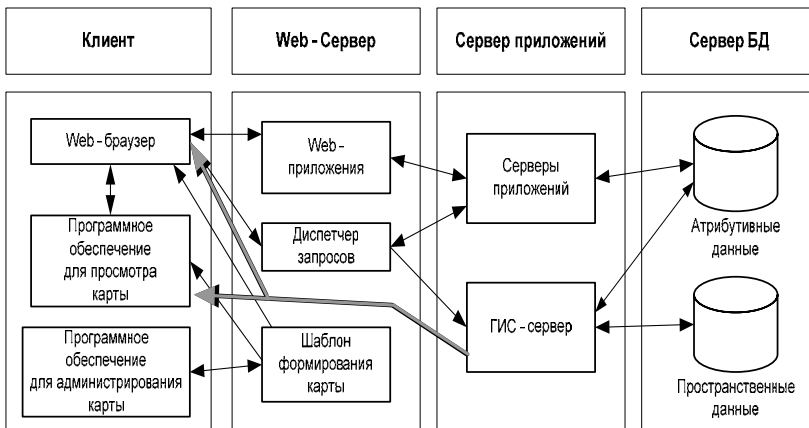 Клиент
Web - Сервер
Сервер приложений
Сервер БД
Web - браузер
Программное
обеспечение
для просмотра
карты
Программное
обеспечение
для администрирования
карты
Web -
приложения
Диспетчер
запросов
Шаблон
формирования
карты
Серверы
приложений
ГИС - сервер
Атрибутивные
данные
Пространственные
данные